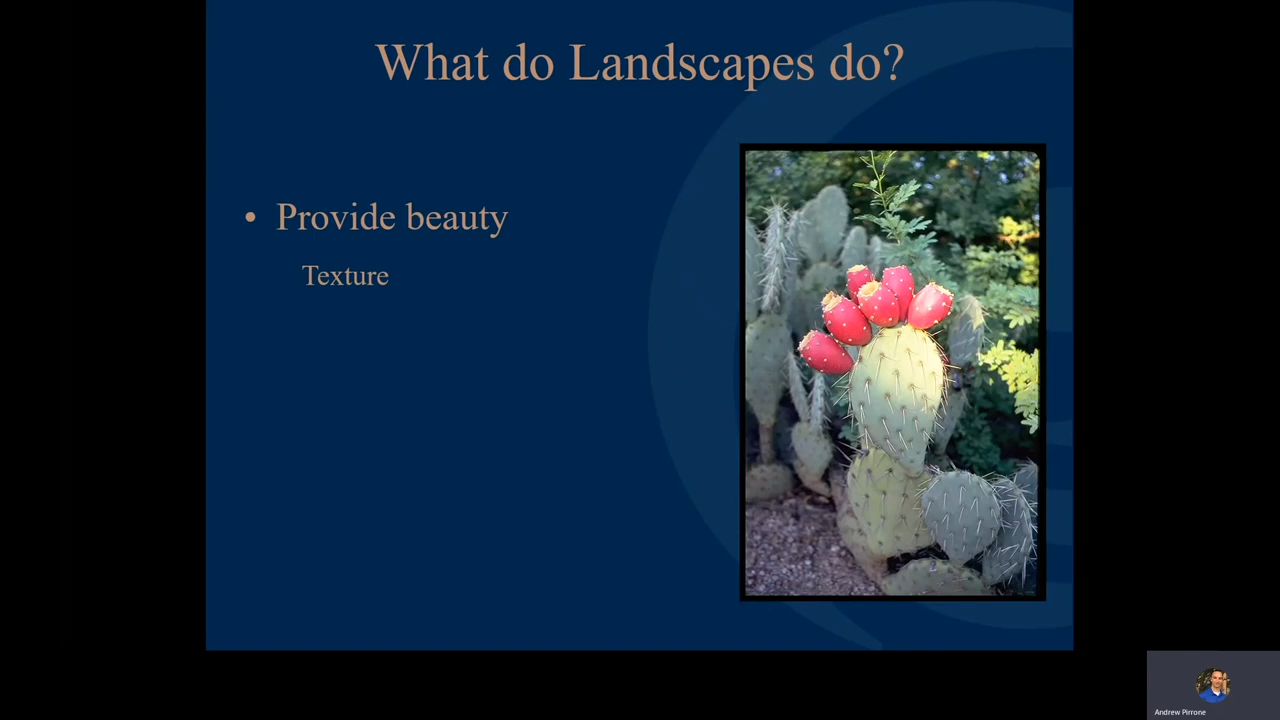 What do Landscapes do?
• Provide beauty
Texture
Andrew Pirrone